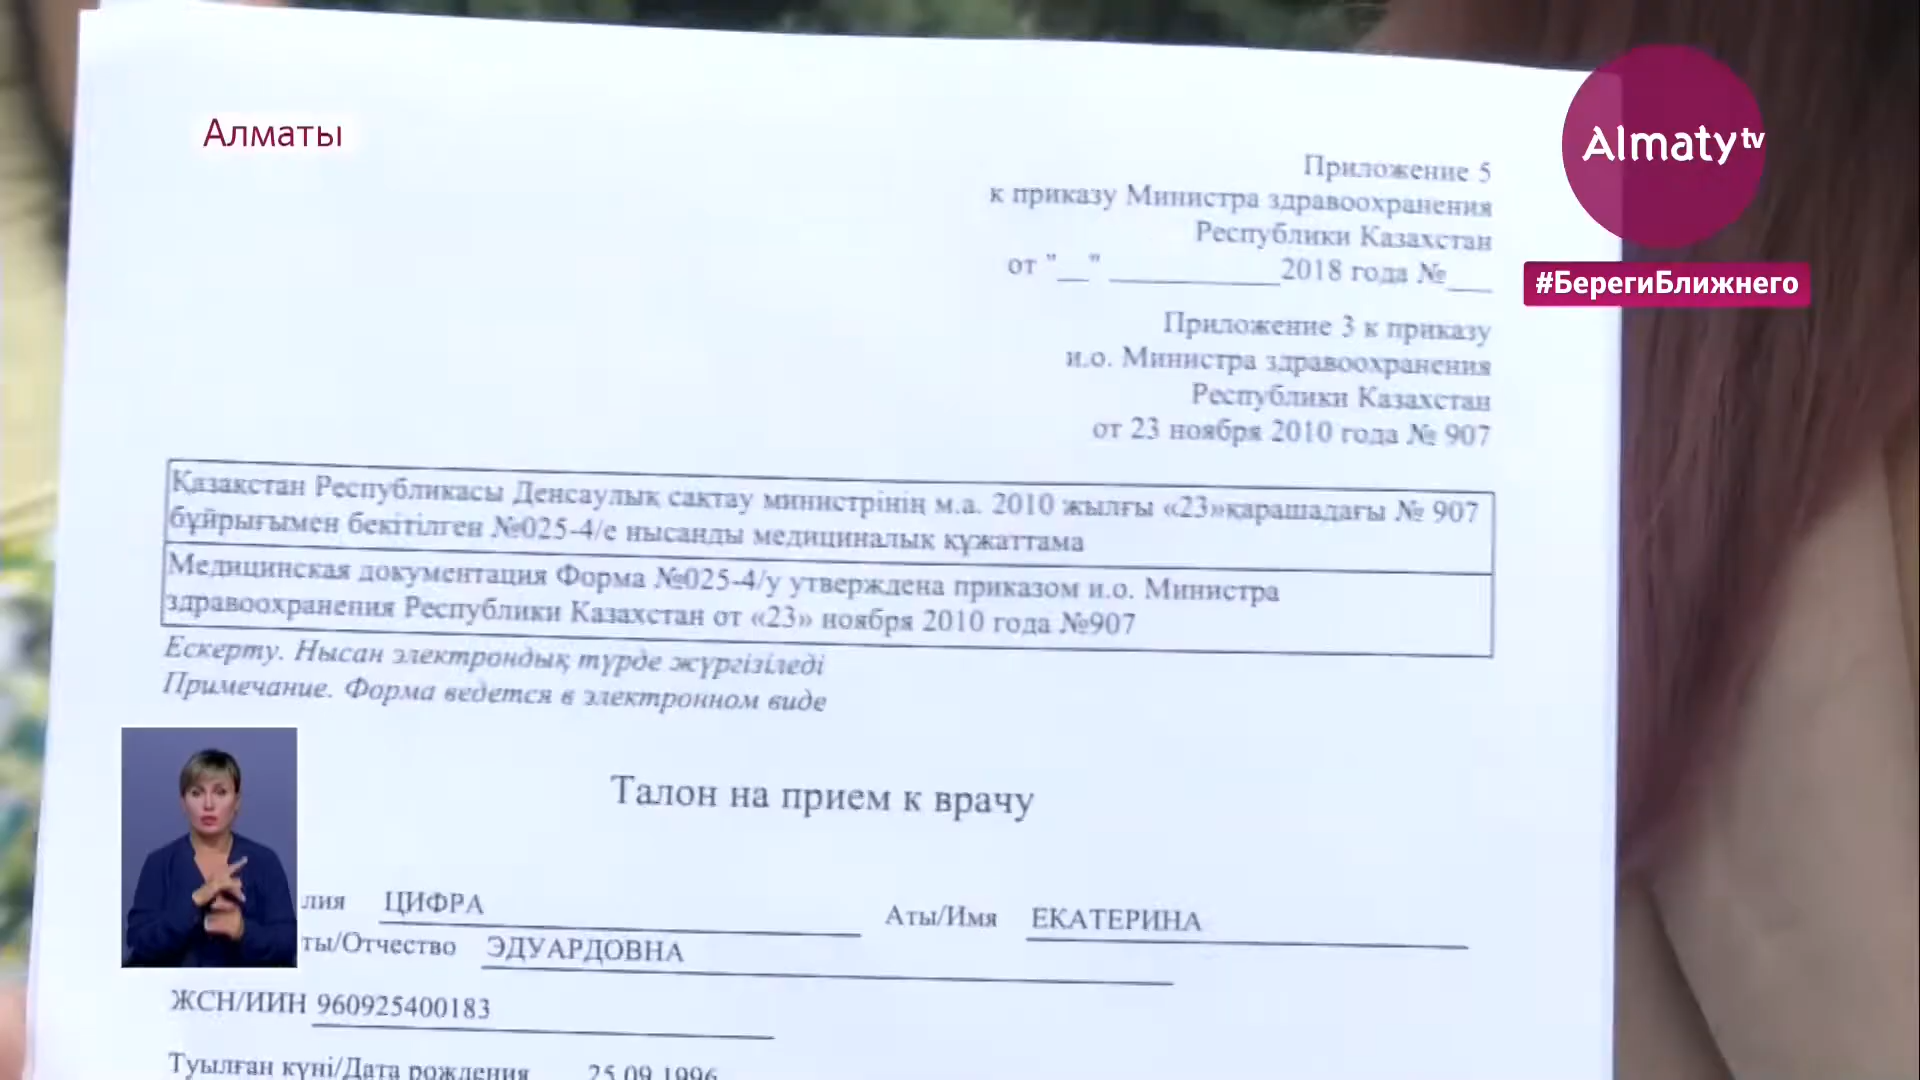 Алматы
Almaty tv
#БерегиБližнего
Приложение 5
к приказу Министра здравоохранения
Республики Казахстан
от "__" ____________2018 года №___
Приложение 3 к приказу
и.о. Министра здравоохранения
Республики Казахстан
от 23 ноября 2010 года № 907
Қазақстан Республикасы Денсаулық сақтау министрінің м.а. 2010 жылғы «23»қарашадағы № 907
бұйрығымен бекітілген №025-4/е нысанды медициналық құжаттама
Медицинская документация Форма №025-4/у утверждена приказом и.о. Министра
здравоохранения Республики Казахстан от «23» ноября 2010 года №907
Ескерту. Нысан электрондық түрде жүргізіледі
Примечание. Форма ведется в электронном виде
Талон на прием к врачу
лия ЦИФРА Аты/Имя ЕКАТЕРИНА
ты/Отчество ЭДУАРДОВНА
ЖСН/ИИН 960925400183
Туылған күні/Дата рождения 25.09.1996